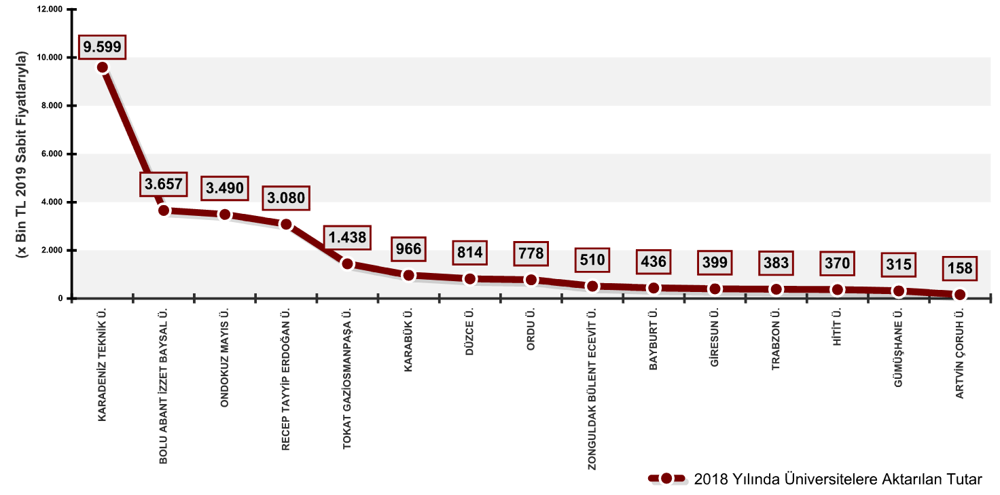 12.000
10.000
8.000
6.000
4.000
2.000
0
(x Bin TL 2019 Sabit Fiyatlarıyla)
9.599
3.657
3.490
3.080
1.438
966
814
778
510
436
399
383
370
315
158
KARADENİZ TEKNİK Ü.
BOLU ABANT İZZET BAYSAL Ü.
ONDOKUZ MAYIS Ü.
RECEP TAYYİP ERDOĞAN Ü.
TOKAT GAZİOSMANPAŞA Ü.
KARABÜK Ü.
DÜZCE Ü.
ORDU Ü.
ZONGULDAK BÜLENT ECEVİT Ü.
BAYBURT Ü.
GİRESUN Ü.
TRABZON Ü.
HİTİT Ü.
GÜMÜŞHANE Ü.
ARTVİN ÇORUH Ü.
2018 Yılında Üniversitelere Aktarılan Tutar